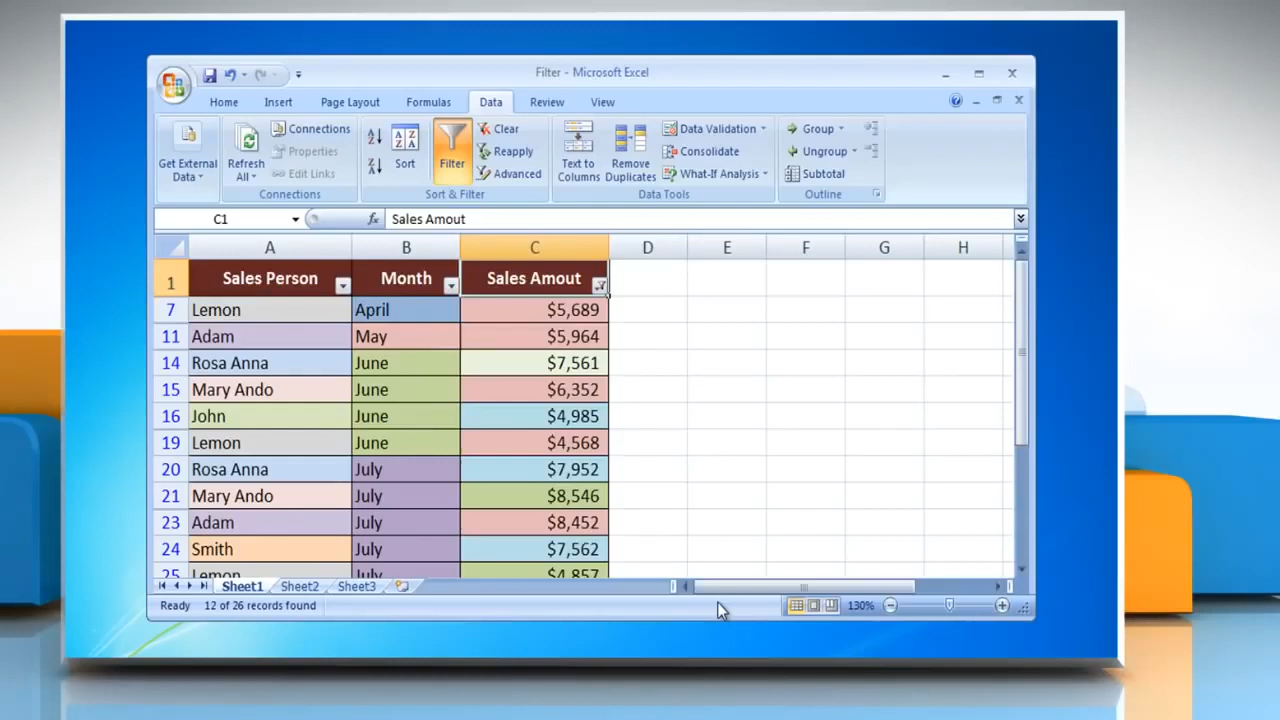 Filter - Microsoft Excel
Home Insert Page Layout Formulas Data Review View
Get External Data
Refresh All
Connections
Properties
Edit Links
Connections
Sort
Filter
Clear
Reapply
Advanced
Sort & Filter
Text to Columns
Remove Duplicates
Data Validation
Consolidate
What-If Analysis
Data Tools
Group
Ungroup
Subtotal
Outline
C1 fx Sales Amout
A B C D E F G H
1 Sales Person Month Sales Amout
7 Lemon April $5,689
11 Adam May $5,964
14 Rosa Anna June $7,561
15 Mary Ando June $6,352
16 John June $4,985
19 Lemon June $4,568
20 Rosa Anna July $7,952
21 Mary Ando July $8,546
23 Adam July $8,452
24 Smith July $7,562
25 Lemon July $4,857
Sheet1 Sheet2 Sheet3
Ready 12 of 26 records found 130%